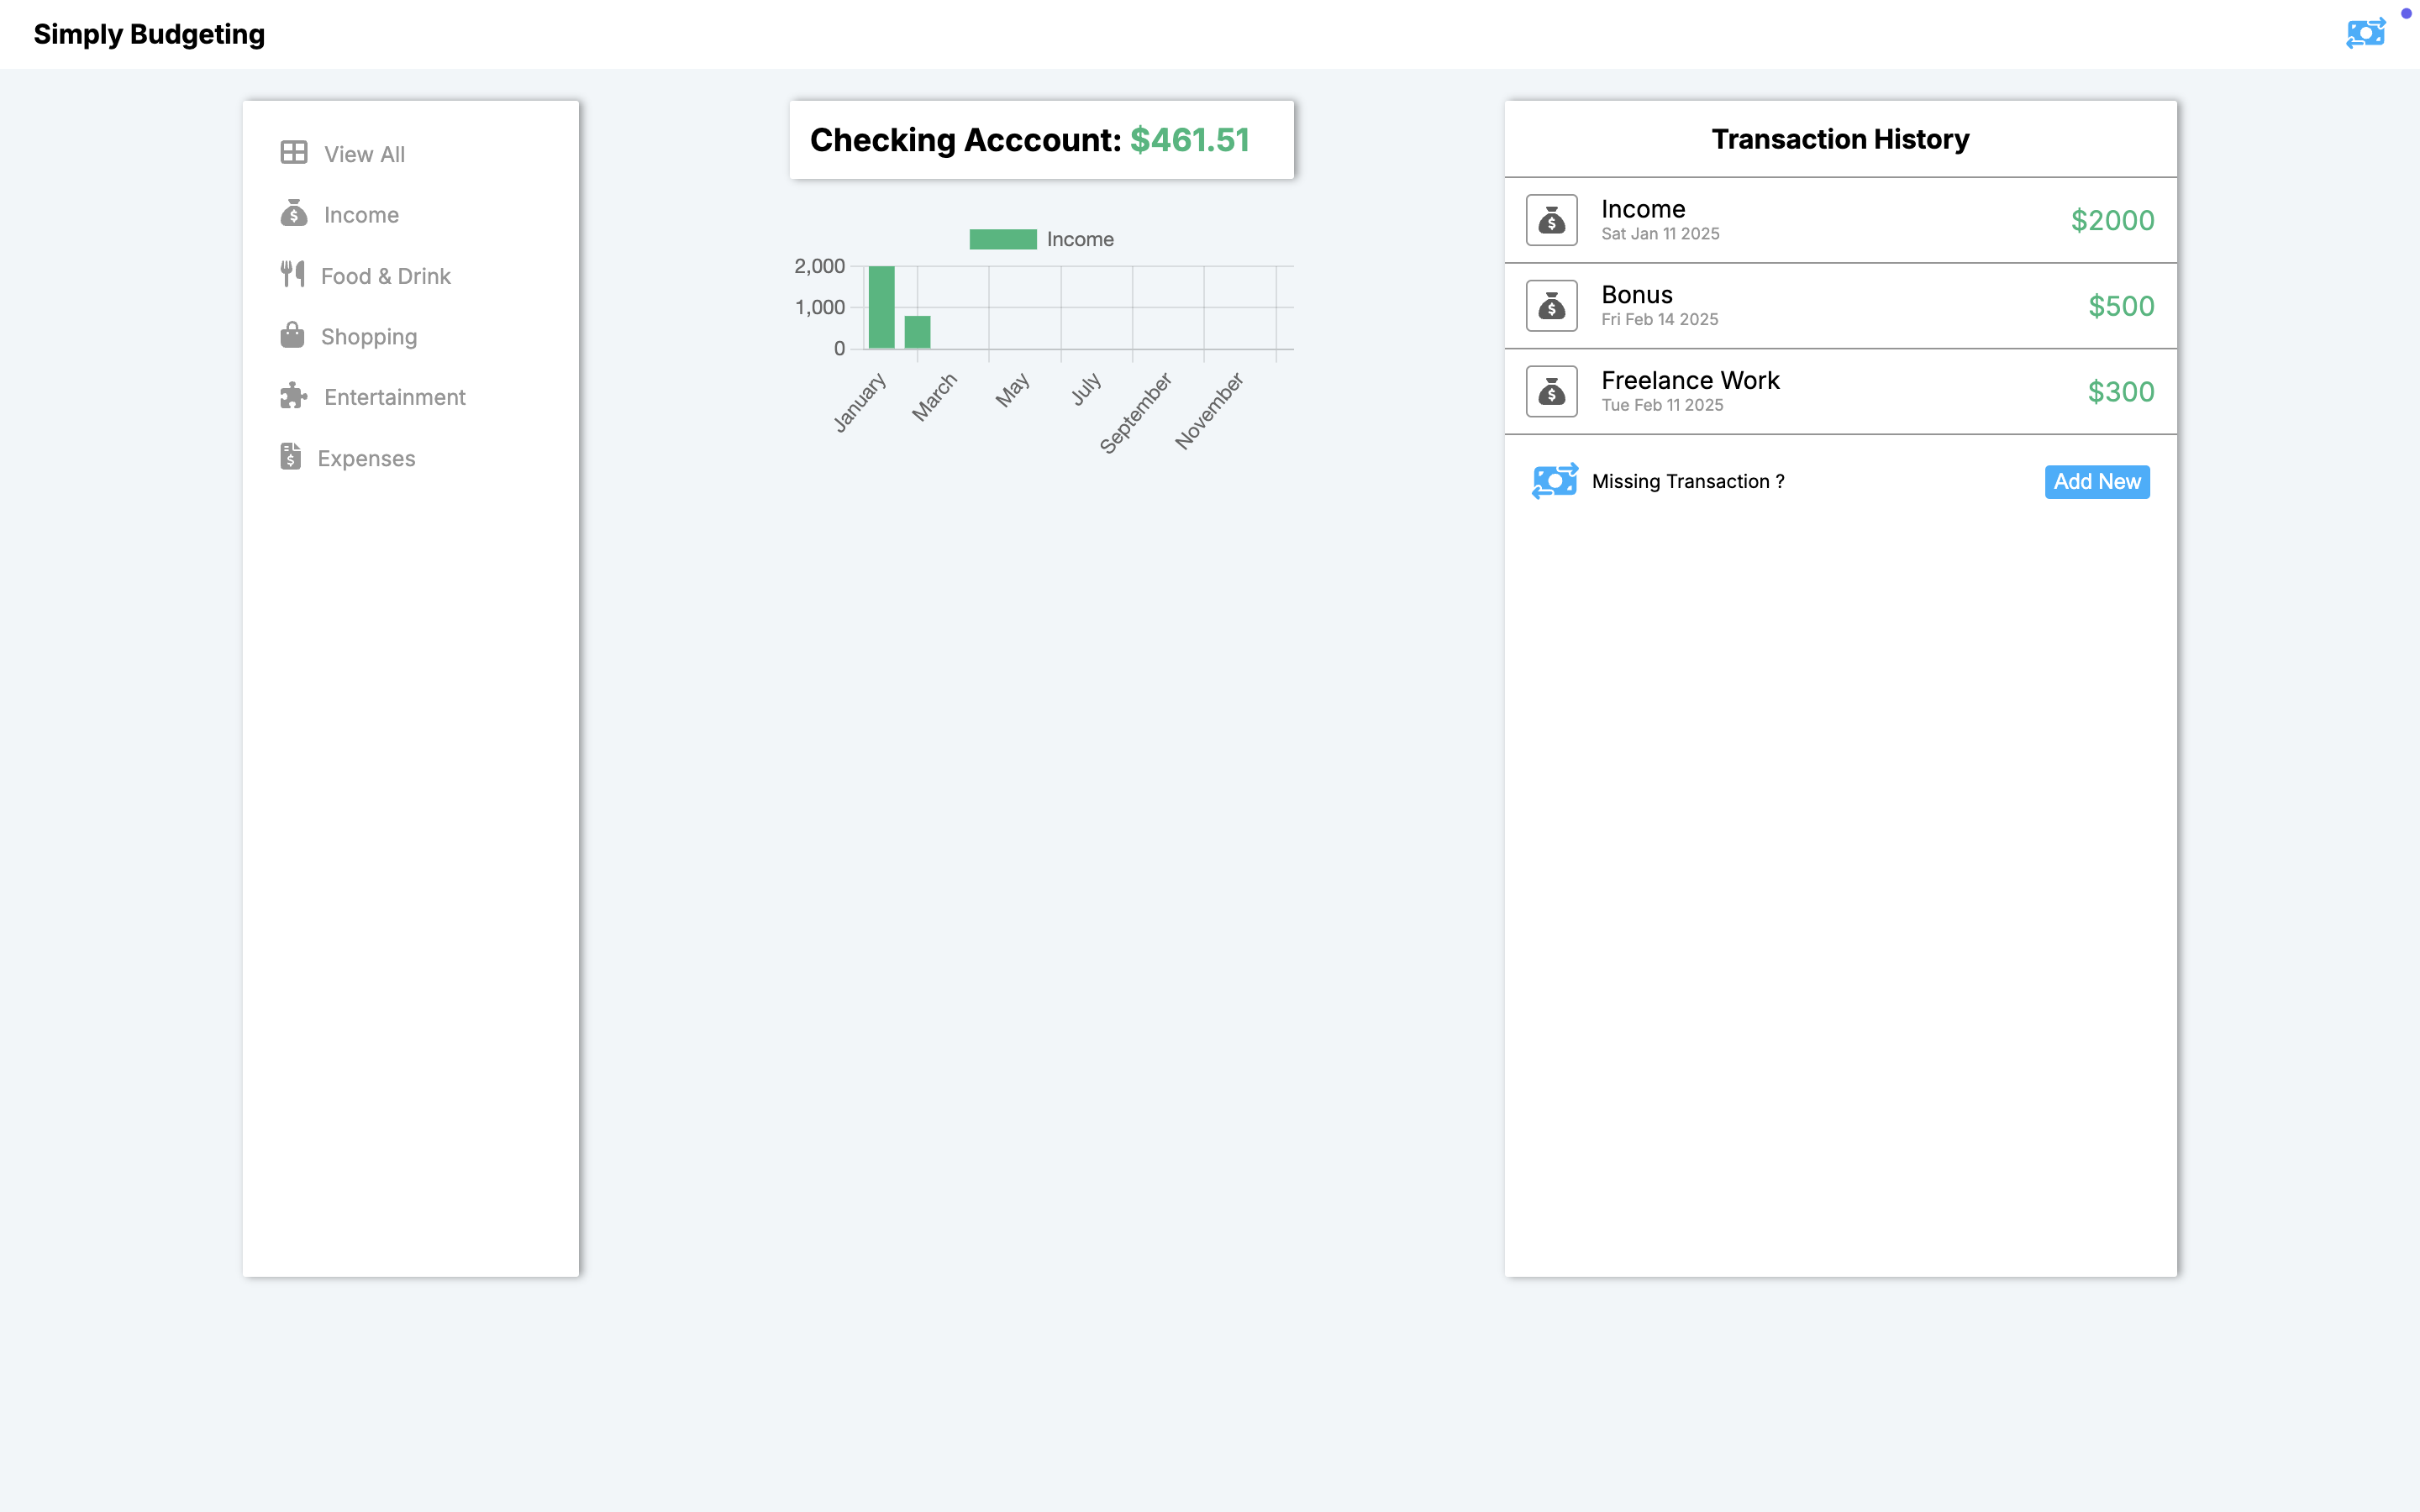 Simply Budgeting
View All
Income
Food & Drink
Shopping
Entertainment
Expenses
Checking Acccount: $461.51
Income
2,000
1,000
0
January
March
May
July
September
November
Transaction History
Income
Sat Jan 11 2025
$2000
Bonus
Fri Feb 14 2025
$500
Freelance Work
Tue Feb 11 2025
$300
Missing Transaction ?
Add New